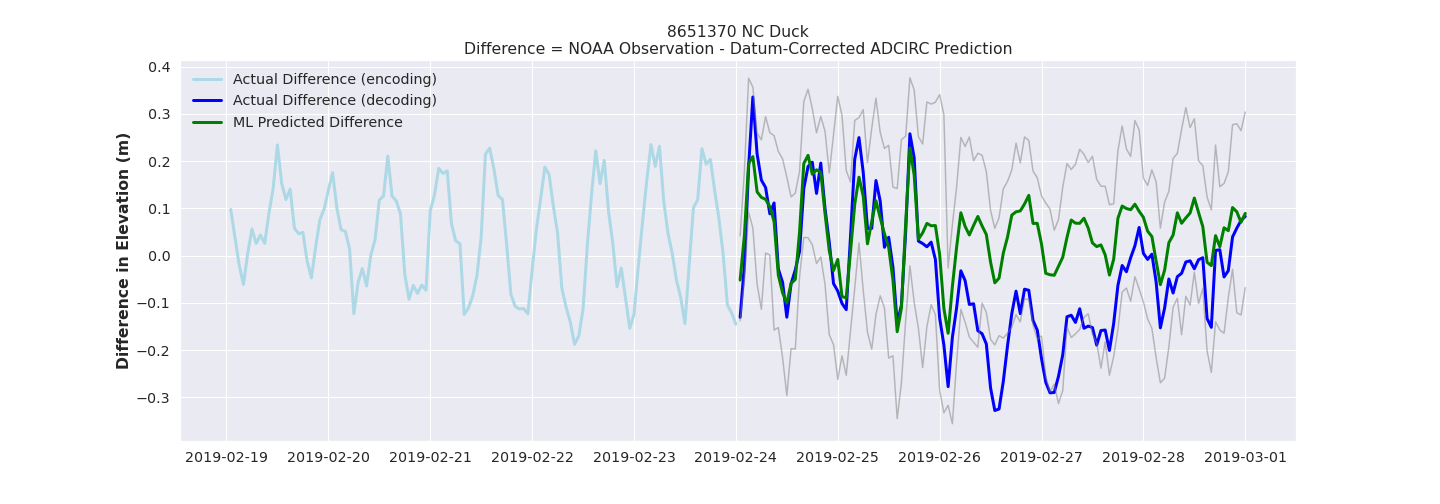 8651370 NC Duck
Difference = NOAA Observation - Datum-Corrected ADCIRC Prediction
Actual Difference (encoding)
Actual Difference (decoding)
ML Predicted Difference
Difference in Elevation (m)
0.4
0.3
0.2
0.1
0.0
−0.1
−0.2
−0.3
2019-02-19 2019-02-20 2019-02-21 2019-02-22 2019-02-23 2019-02-24 2019-02-25 2019-02-26 2019-02-27 2019-02-28 2019-03-01